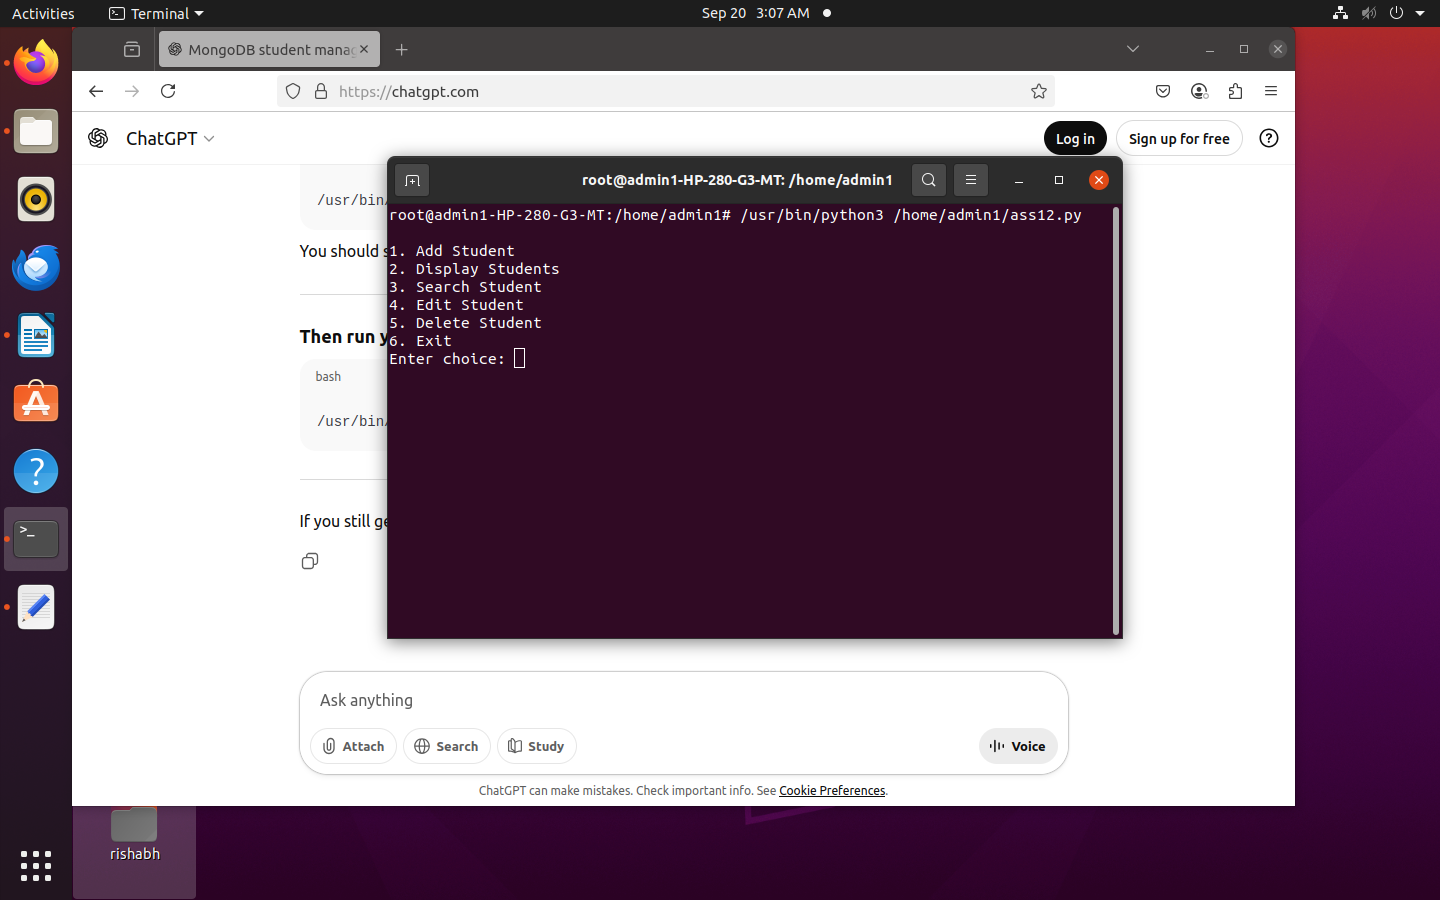 Activities
Terminal
Sep 20 3:07 AM
MongoDB student mana
https://chatgpt.com
ChatGPT
Log in
Sign up for free
/usr/bin/
You should s
Then run y
bash
/usr/bin/
If you still ge
root@admin1-HP-280-G3-MT: /home/admin1
root@admin1-HP-280-G3-MT:/home/admin1# /usr/bin/python3 /home/admin1/ass12.py
1. Add Student
2. Display Students
3. Search Student
4. Edit Student
5. Delete Student
6. Exit
Enter choice:
Ask anything
Attach
Search
Study
Voice
ChatGPT can make mistakes. Check important info. See Cookie Preferences.
rishabh